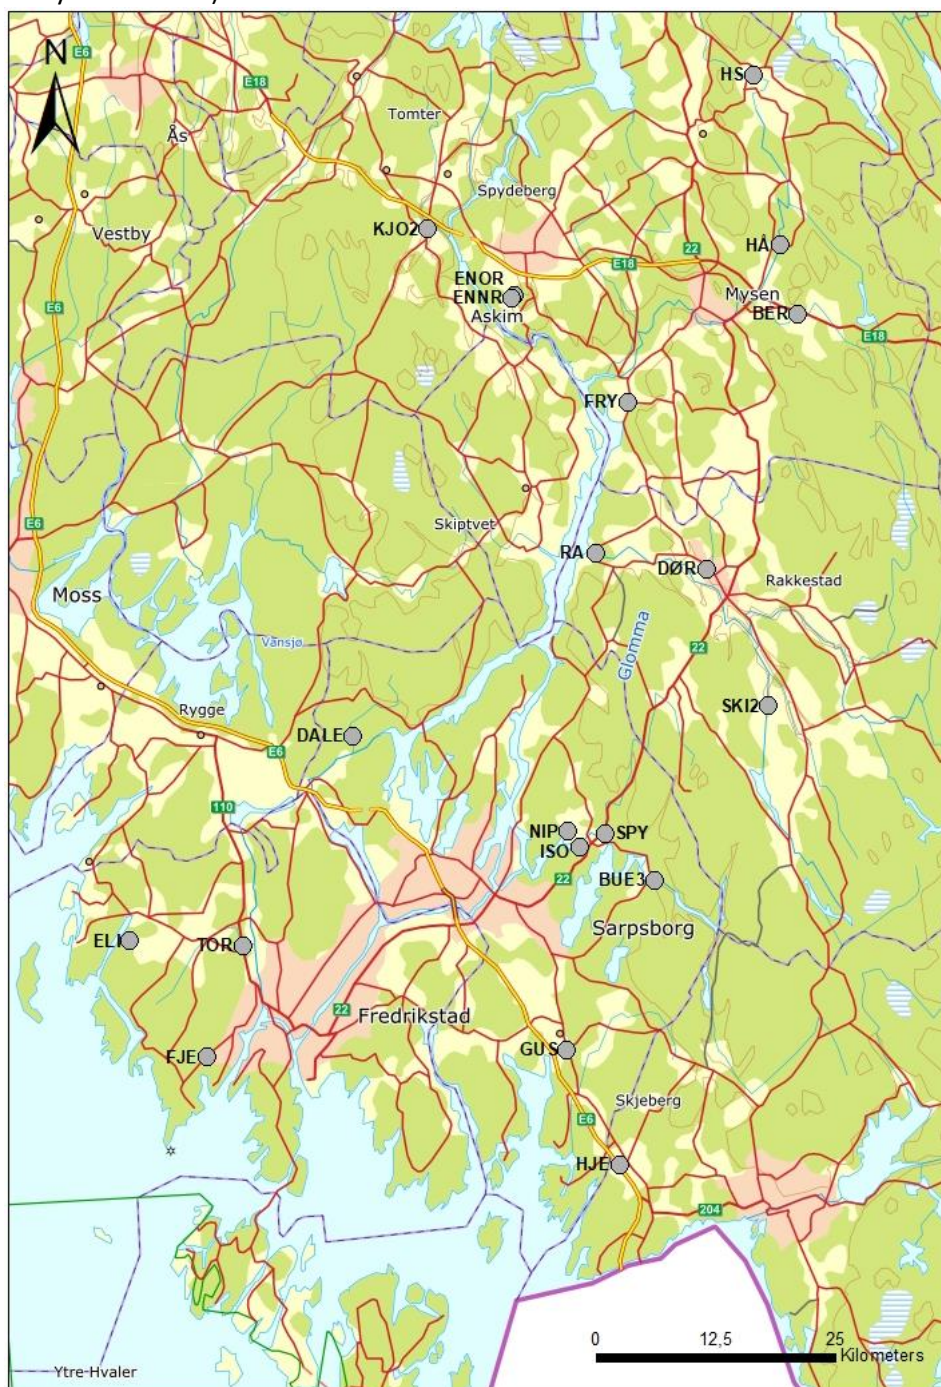 N
E6
E18
HS
Tomter
Ås
Spydeberg
KJO2
Vestby
22
HÅ
E18
ENOR
ENNR
Askim
Mysen
BER
E6
E18
FRY
E6
Skiptvet
RA
DØR
Rakkestad
Moss
Glomma
Vansjø
22
SKI2
Rygge
DALE
E6
110
NIP
SPY
ISO
22
BUE3
Sarpsborg
ELI
TOR
22
Fredrikstad
FJE
GUS
Skjeberg
E6
HJE
204
0 12,5 25
Kilometers
Ytre Hvaler